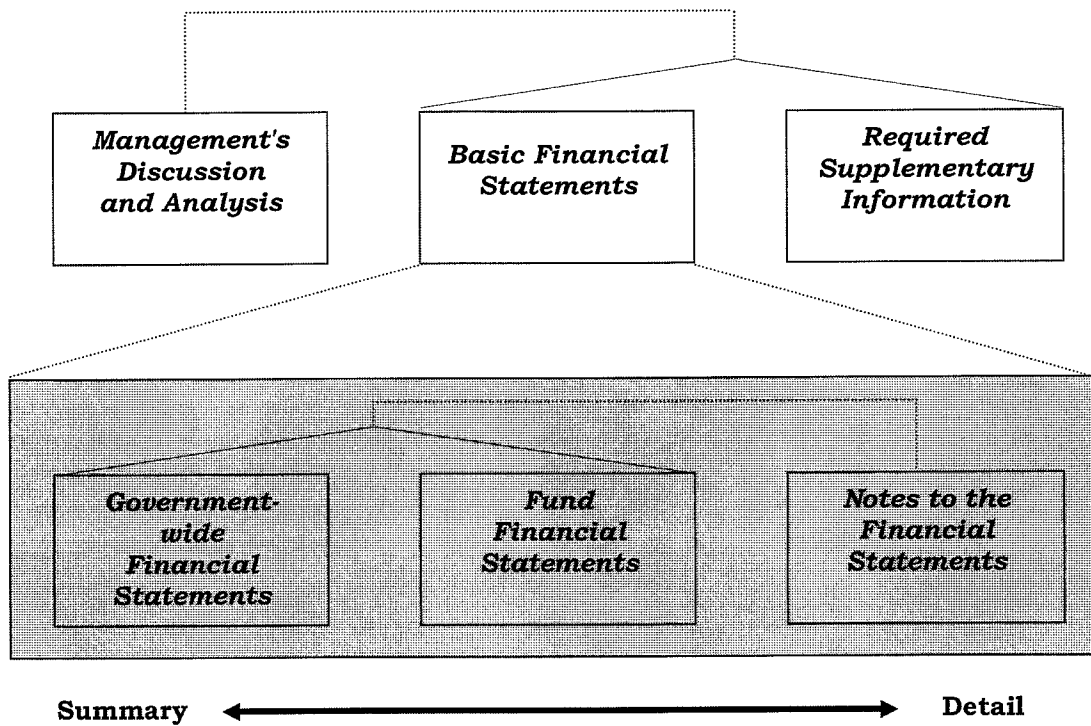 Management's
Discussion
and Analysis
Basic Financial
Statements
Required
Supplementary
Information
Government-
wide
Financial
Statements
Fund
Financial
Statements
Notes to the
Financial
Statements
Summary
Detail